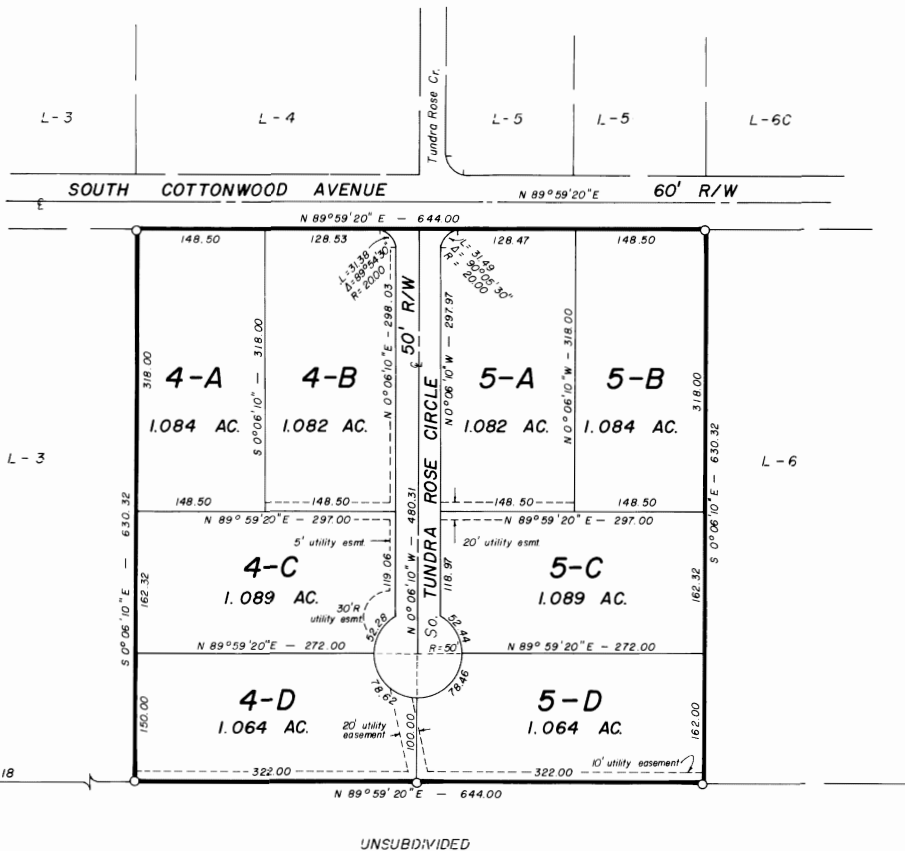 Tundra Rose Cr.
L-3
L-4
L-5
L-5
L-6C
SOUTH COTTONWOOD AVENUE
N 89°59'20"E
60' R/W
℄
N 89°59'20" E — 644.00
148.50
128.53
128.47
148.50
L=31.38
Δ=89°54'30"
R=20.00
L=31.49
Δ= 90°05'30"
R = 20.00
318.00
S 0°06'10" — 318.00
N 0°06'10"E - 298.03
50' R/W
℄
N 0°06'10"W - 297.97
N 0°06'10"W — 318.00
318.00
4-A
1.084 AC.
4-B
1.082 AC.
5-A
1.082 AC.
5-B
1.084 AC.
L-3
L-6
148.50
148.50
148.50
148.50
S 0°06'10"E — 630.32
S 0°06'10"E - 630.32
N 89°59'20"E - 297.00
N 89°59'20"E - 297.00
5' utility esmt.
20' utility esmt.
N 0°06'10"W - 480.31
So. TUNDRA ROSE CIRCLE
162.32
4-C
1.089 AC.
119.06
118.97
5-C
1.089 AC.
162.32
30'R
utility esmt.
52.28
52.44
N 89°59'20"E - 272.00
R=50'
N 89°59'20"E - 272.00
78.62
78.46
150.00
4-D
1.064 AC.
20' utility
easement
100.00
5-D
1.064 AC.
162.00
10' utility easement
18
322.00
322.00
N 89°59'20"E — 644.00
UNSUBDIVIDED